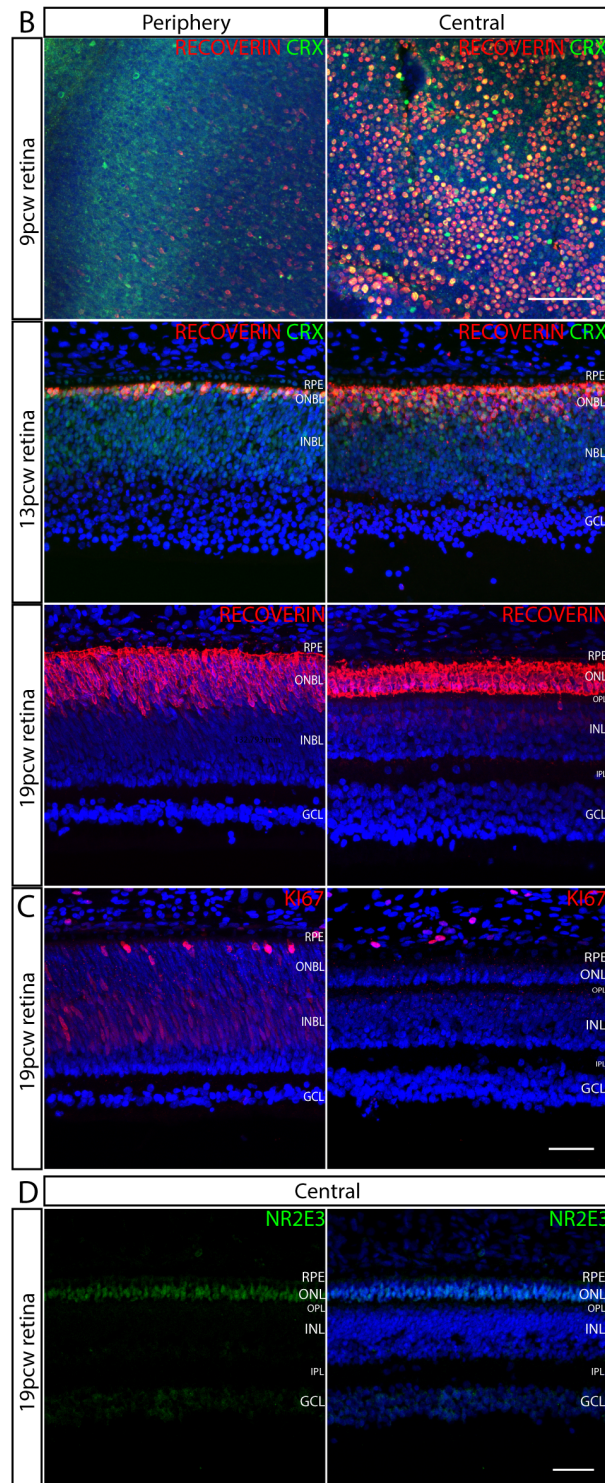 B
Periphery
Central
9pcw retina
RECOVERIN CRX
RECOVERIN CRX
13pcw retina
RECOVERIN CRX
RPE
ONBL
INBL
RECOVERIN CRX
RPE
ONBL
NBL
GCL
19pcw retina
RECOVERIN
RPE
ONBL
INBL
GCL
RECOVERIN
RPE
ONL
OPL
INL
IPL
GCL
C
19pcw retina
KI67
RPE
ONBL
INBL
GCL
KI67
RPE
ONL
OPL
INL
IPL
GCL
D
Central
19pcw retina
NR2E3
RPE
ONL
OPL
INL
IPL
GCL
NR2E3
RPE
ONL
OPL
INL
IPL
GCL